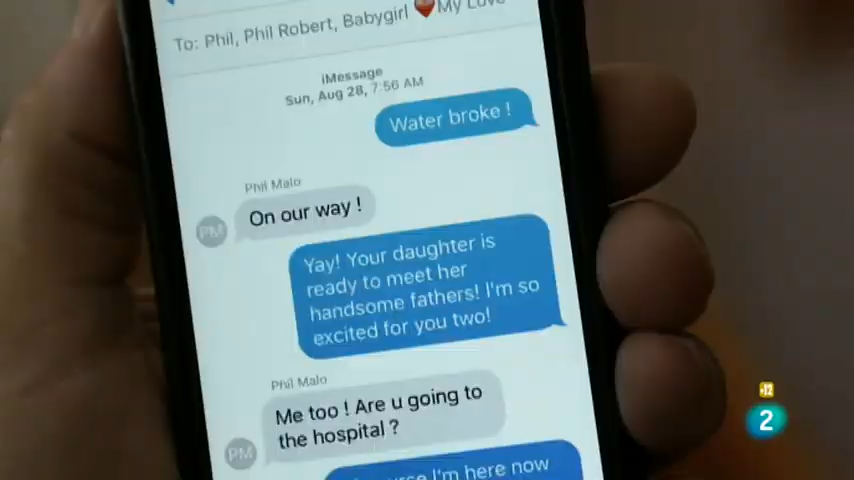 To: Phil, Phil Robert, Babygirl ❤️My Love
iMessage
Sun, Aug 28, 7:56 AM
Water broke !
Phil Malo
PM
On our way !
Yay! Your daughter is
ready to meet her
handsome fathers! I'm so
excited for you two!
Phil Malo
Me too ! Are u going to
the hospital ?
PM
I'm here now
+12
2